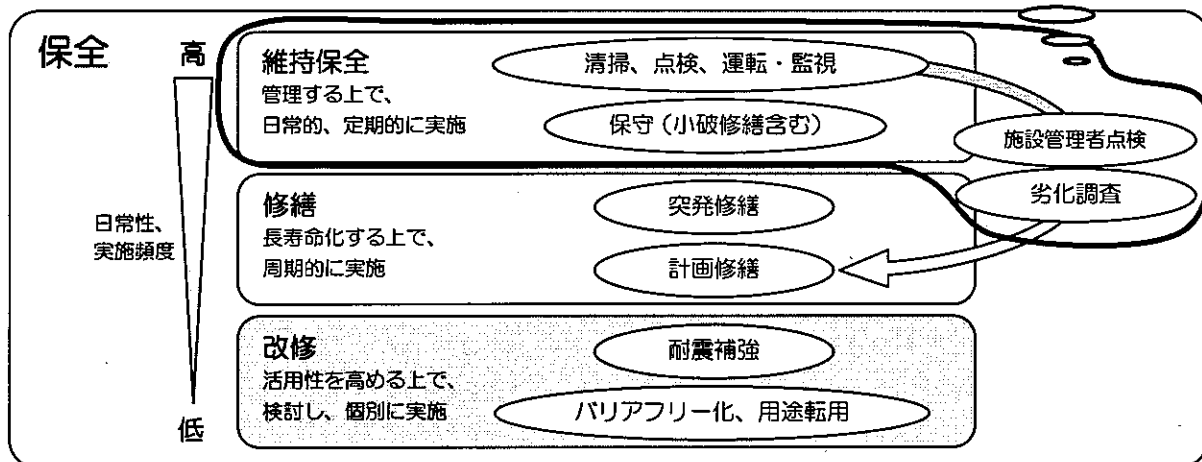 保全
高
日常性、
実施頻度
低
維持保全
管理する上で、
日常的、定期的に実施
清掃、点検、運転・監視
保守(小破修繕含む)
施設管理者点検
劣化調査
修繕
長寿命化する上で、
周期的に実施
突発修繕
計画修繕
改修
活用性を高める上で、
検討し、個別に実施
耐震補強
バリアフリー化、用途転用